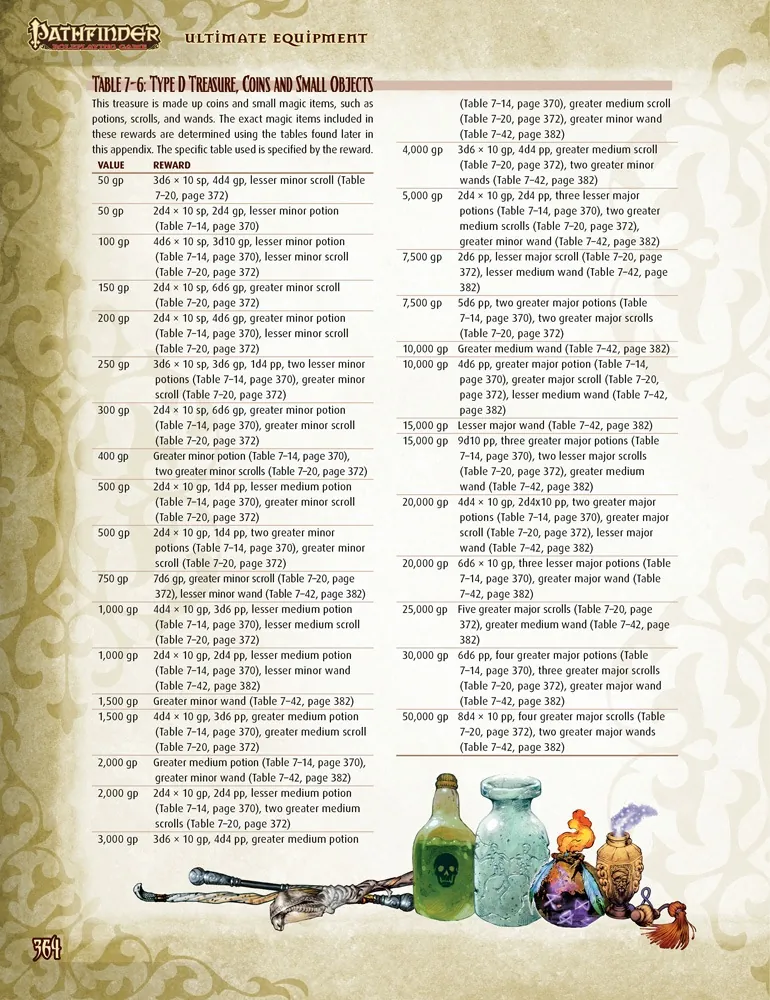 PATHFINDER
ROLEPLAYING GAME
ULTIMATE EQUIPMENT
TABLE 7–6: TYPE D TREASURE, COINS AND SMALL OBJECTS
This treasure is made up coins and small magic items, such as
potions, scrolls, and wands. The exact magic items included in
these rewards are determined using the tables found later in
this appendix. The specific table used is specified by the reward.
VALUE REWARD
50 gp 3d6 × 10 sp, 4d4 gp, lesser minor scroll (Table
7–20, page 372)
50 gp 2d4 × 10 sp, 2d4 gp, lesser minor potion
(Table 7–14, page 370)
100 gp 4d6 × 10 sp, 3d10 gp, lesser minor potion
(Table 7–14, page 370), lesser minor scroll
(Table 7–20, page 372)
150 gp 2d4 × 10 sp, 6d6 gp, greater minor scroll
(Table 7–20, page 372)
200 gp 2d4 × 10 sp, 4d6 gp, greater minor potion
(Table 7–14, page 370), lesser minor scroll
(Table 7–20, page 372)
250 gp 3d6 × 10 sp, 3d6 gp, 1d4 pp, two lesser minor
potions (Table 7–14, page 370), greater minor
scroll (Table 7–20, page 372)
300 gp 2d4 × 10 sp, 6d6 gp, greater minor potion
(Table 7–14, page 370), greater minor scroll
(Table 7–20, page 372)
400 gp Greater minor potion (Table 7–14, page 370),
two greater minor scrolls (Table 7–20, page 372)
500 gp 2d4 × 10 gp, 1d4 pp, lesser medium potion
(Table 7–14, page 370), greater minor scroll
(Table 7–20, page 372)
500 gp 2d4 × 10 gp, 1d4 pp, two greater minor
potions (Table 7–14, page 370), greater minor
scroll (Table 7–20, page 372)
750 gp 7d6 gp, greater minor scroll (Table 7–20, page
372), lesser minor wand (Table 7–42, page 382)
1,000 gp 4d4 × 10 gp, 3d6 pp, lesser medium potion
(Table 7–14, page 370), lesser medium scroll
(Table 7–20, page 372)
1,000 gp 2d4 × 10 gp, 2d4 pp, lesser medium potion
(Table 7–14, page 370), lesser minor wand
(Table 7–42, page 382)
1,500 gp Greater minor wand (Table 7–42, page 382)
1,500 gp 4d4 × 10 gp, 3d6 pp, greater medium potion
(Table 7–14, page 370), greater medium scroll
(Table 7–20, page 372)
2,000 gp Greater medium potion (Table 7–14, page 370),
greater minor wand (Table 7–42, page 382)
2,000 gp 2d4 × 10 gp, 2d4 pp, lesser medium potion
(Table 7–14, page 370), two greater medium
scrolls (Table 7–20, page 372)
3,000 gp 3d6 × 10 gp, 4d4 pp, greater medium potion
(Table 7–14, page 370), greater medium scroll
(Table 7–20, page 372), greater minor wand
(Table 7–42, page 382)
4,000 gp 3d6 × 10 gp, 4d4 pp, greater medium scroll
(Table 7–20, page 372), two greater minor
wands (Table 7–42, page 382)
5,000 gp 2d4 × 10 gp, 2d4 pp, three lesser major
potions (Table 7–14, page 370), two greater
medium scrolls (Table 7–20, page 372),
greater minor wand (Table 7–42, page 382)
7,500 gp 2d6 pp, lesser major scroll (Table 7–20, page
372), lesser medium wand (Table 7–42, page
382)
7,500 gp 5d6 pp, two greater major potions (Table
7–14, page 370), two greater major scrolls
(Table 7–20, page 372)
10,000 gp Greater medium wand (Table 7–42, page 382)
10,000 gp 4d6 pp, greater major potion (Table 7–14,
page 370), greater major scroll (Table 7–20,
page 372), lesser medium wand (Table 7–42,
page 382)
15,000 gp Lesser major wand (Table 7–42, page 382)
15,000 gp 9d10 pp, three greater major potions (Table
7–14, page 370), two lesser major scrolls
(Table 7–20, page 372), greater medium
wand (Table 7–42, page 382)
20,000 gp 4d4 × 10 gp, 2d4x10 pp, two greater major
potions (Table 7–14, page 370), greater major
scroll (Table 7–20, page 372), lesser major
wand (Table 7–42, page 382)
20,000 gp 6d6 × 10 gp, three lesser major potions (Table
7–14, page 370), greater major wand (Table
7–42, page 382)
25,000 gp Five greater major scrolls (Table 7–20, page
372), greater medium wand (Table 7–42, page
382)
30,000 gp 6d6 pp, four greater major potions (Table
7–14, page 370), three greater major scrolls
(Table 7–20, page 372), greater major wand
(Table 7–42, page 382)
50,000 gp 8d4 × 10 pp, four greater major scrolls (Table
7–20, page 372), two greater major wands
(Table 7–42, page 382)
364